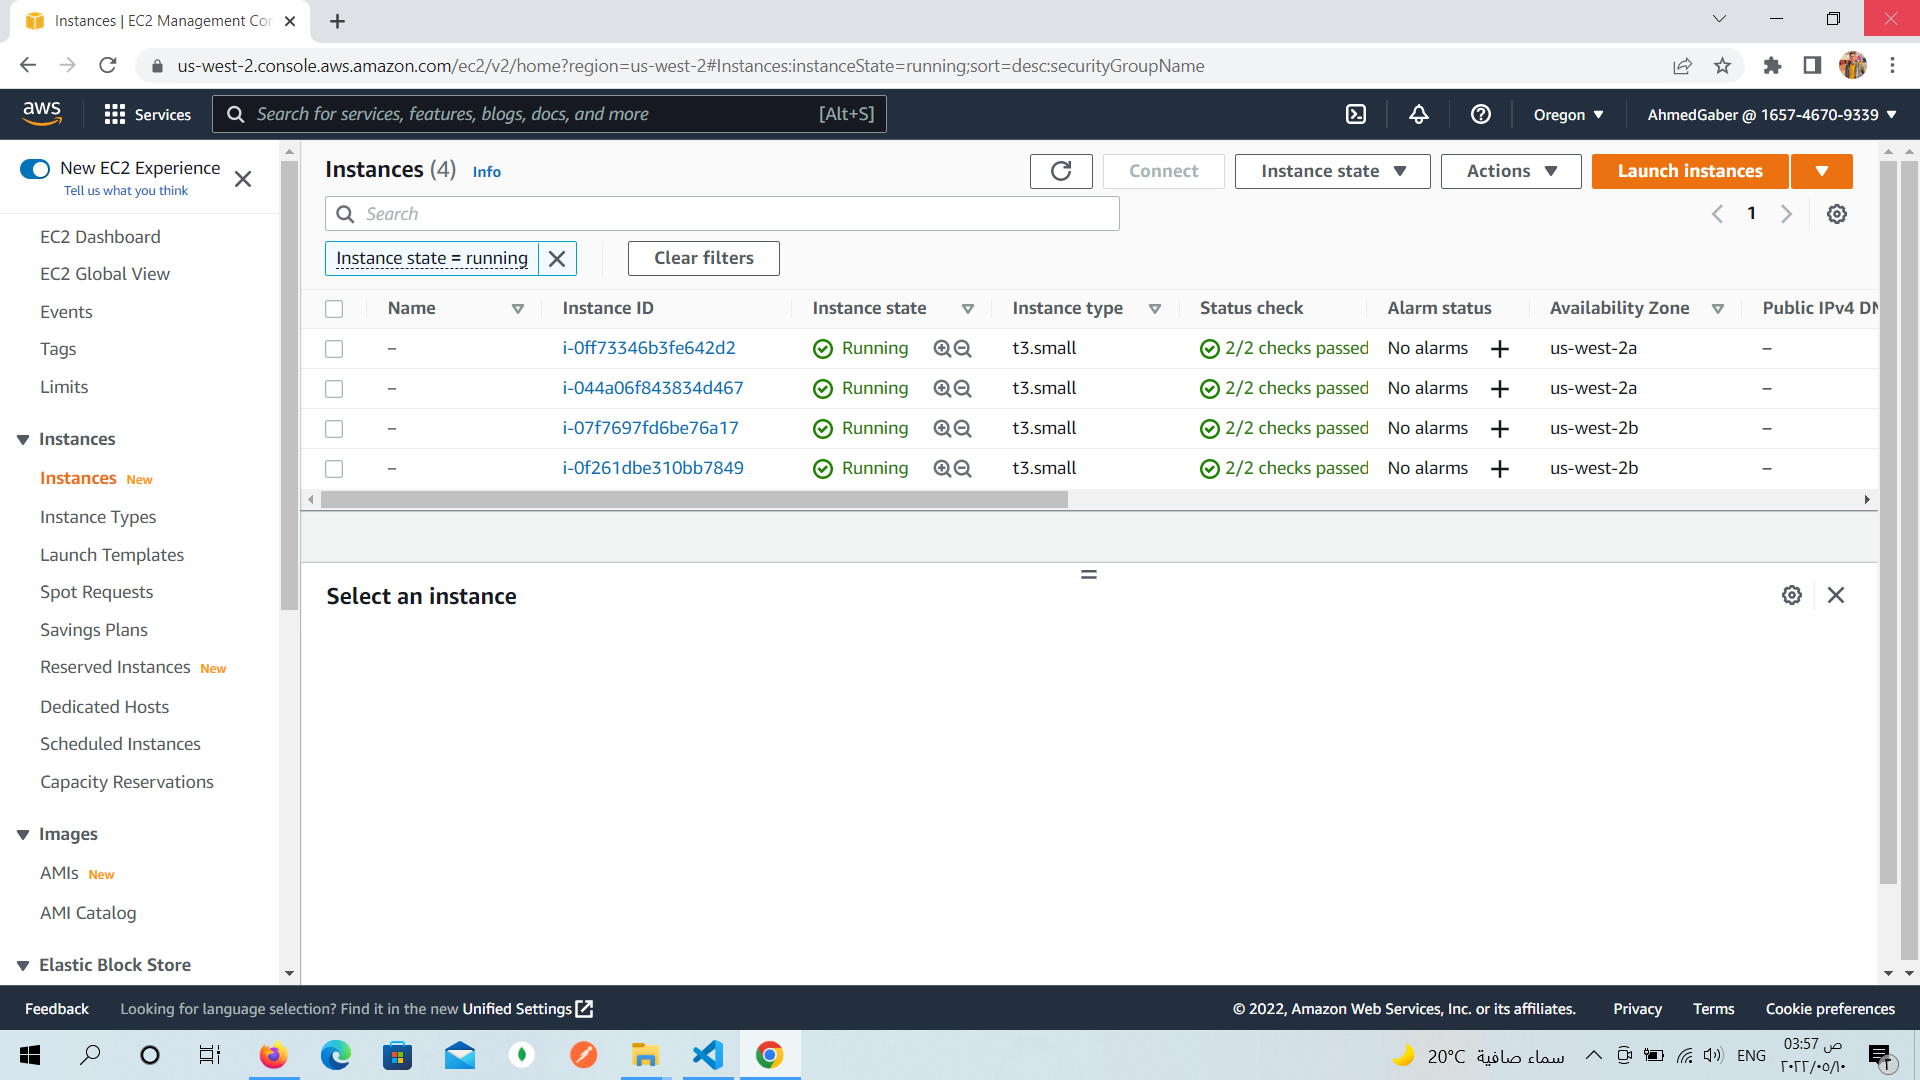 Instances | EC2 Management Con
us-west-2.console.aws.amazon.com/ec2/v2/home?region=us-west-2#Instances:instanceState=running;sort=desc:securityGroupName
aws
Services
Search for services, features, blogs, docs, and more
[Alt+S]
Oregon
AhmedGaber @ 1657-4670-9339
New EC2 Experience
Tell us what you think
EC2 Dashboard
EC2 Global View
Events
Tags
Limits
Instances
Instances New
Instance Types
Launch Templates
Spot Requests
Savings Plans
Reserved Instances New
Dedicated Hosts
Scheduled Instances
Capacity Reservations
Images
AMIs New
AMI Catalog
Elastic Block Store
Instances (4) Info
Connect
Instance state
Actions
Launch instances
Search
1
Instance state = running
Clear filters
Name Instance ID Instance state Instance type Status check Alarm status Availability Zone Public IPv4 DN
– i-0ff73346b3fe642d2 Running t3.small 2/2 checks passed No alarms + us-west-2a –
– i-044a06f843834d467 Running t3.small 2/2 checks passed No alarms + us-west-2a –
– i-07f7697fd6be76a17 Running t3.small 2/2 checks passed No alarms + us-west-2b –
– i-0f261dbe310bb7849 Running t3.small 2/2 checks passed No alarms + us-west-2b –
Select an instance
Feedback
Looking for language selection? Find it in the new Unified Settings
© 2022, Amazon Web Services, Inc. or its affiliates.
Privacy
Terms
Cookie preferences
20°C سماء صافية
ENG
03:57 ص
٢٠٢٢/٠٥/١٠
٢